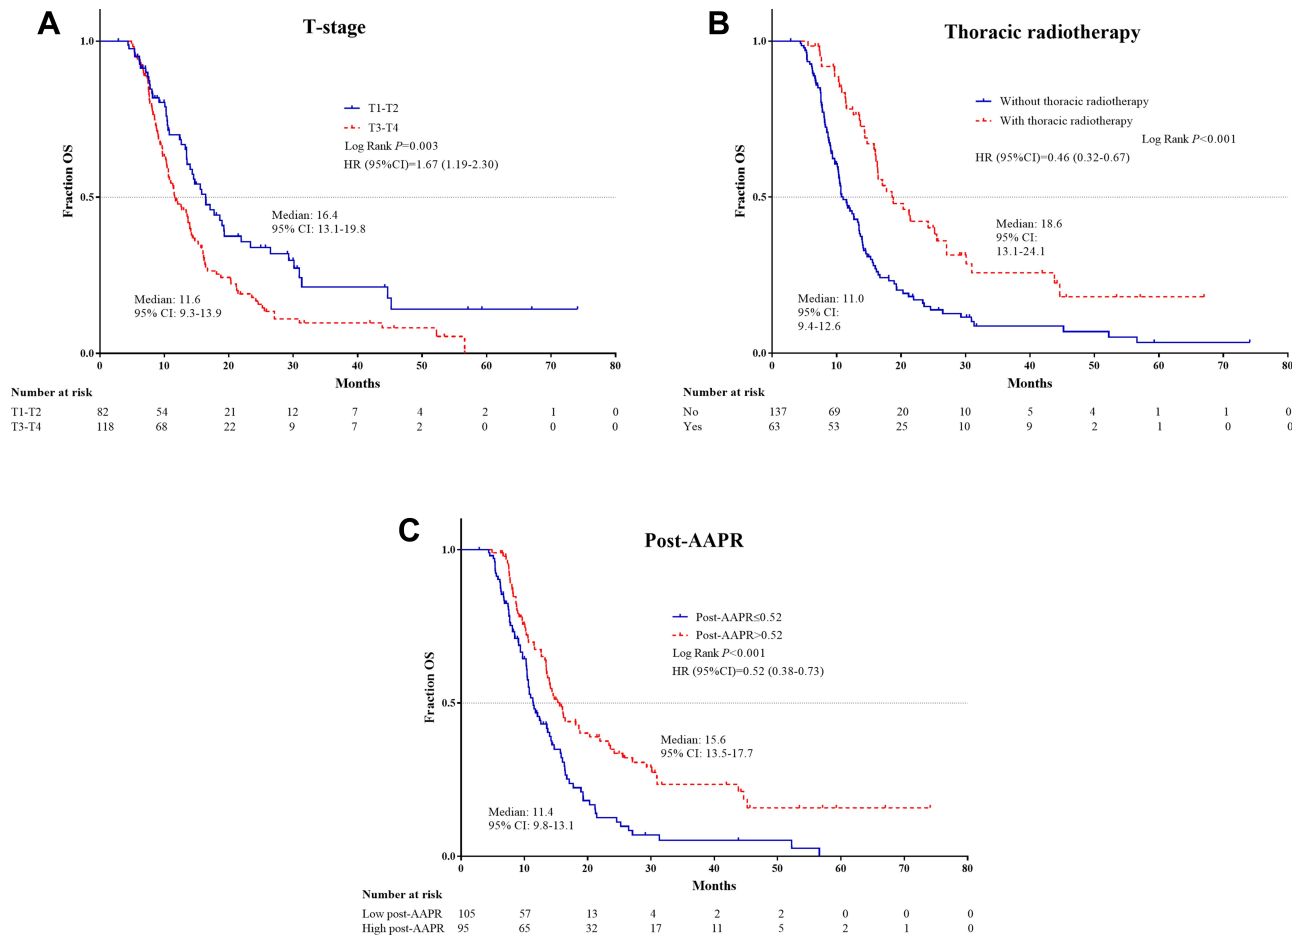 A
T-stage
1.0
0.5
0.0
Fraction OS
T1-T2
T3-T4
Log Rank P=0.003
HR (95%CI)=1.67 (1.19-2.30)
Median: 16.4
95% CI: 13.1-19.8
Median: 11.6
95% CI: 9.3-13.9
0 10 20 30 40 50 60 70 80
Months
Number at risk
T1-T2 82 54 21 12 7 4 2 1 0
T3-T4 118 68 22 9 7 2 0 0 0
B
Thoracic radiotherapy
1.0
0.5
0.0
Fraction OS
Without thoracic radiotherapy
With thoracic radiotherapy
Log Rank P<0.001
HR (95%CI)=0.46 (0.32-0.67)
Median: 18.6
95% CI:
13.1-24.1
Median: 11.0
95% CI:
9.4-12.6
0 10 20 30 40 50 60 70 80
Months
Number at risk
No 137 69 20 10 5 4 1 1 0
Yes 63 53 25 10 9 2 1 0 0
C
Post-AAPR
1.0
0.5
0.0
Fraction OS
Post-AAPR≤0.52
Post-AAPR>0.52
Log Rank P<0.001
HR (95%CI)=0.52 (0.38-0.73)
Median: 15.6
95% CI: 13.5-17.7
Median: 11.4
95% CI: 9.8-13.1
0 10 20 30 40 50 60 70 80
Months
Number at risk
Low post-AAPR 105 57 13 4 2 2 0 0 0
High post-AAPR 95 65 32 17 11 5 2 1 0